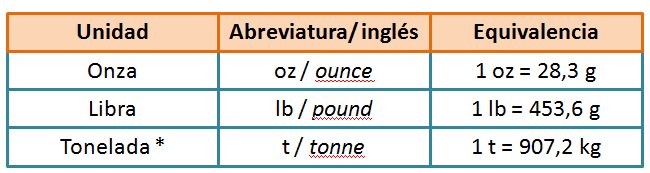 Unidad Abreviatura/ inglés Equivalencia
Onza oz / ounce 1 oz = 28,3 g
Libra lb / pound 1 lb = 453,6 g
Tonelada * t / tonne 1 t = 907,2 kg